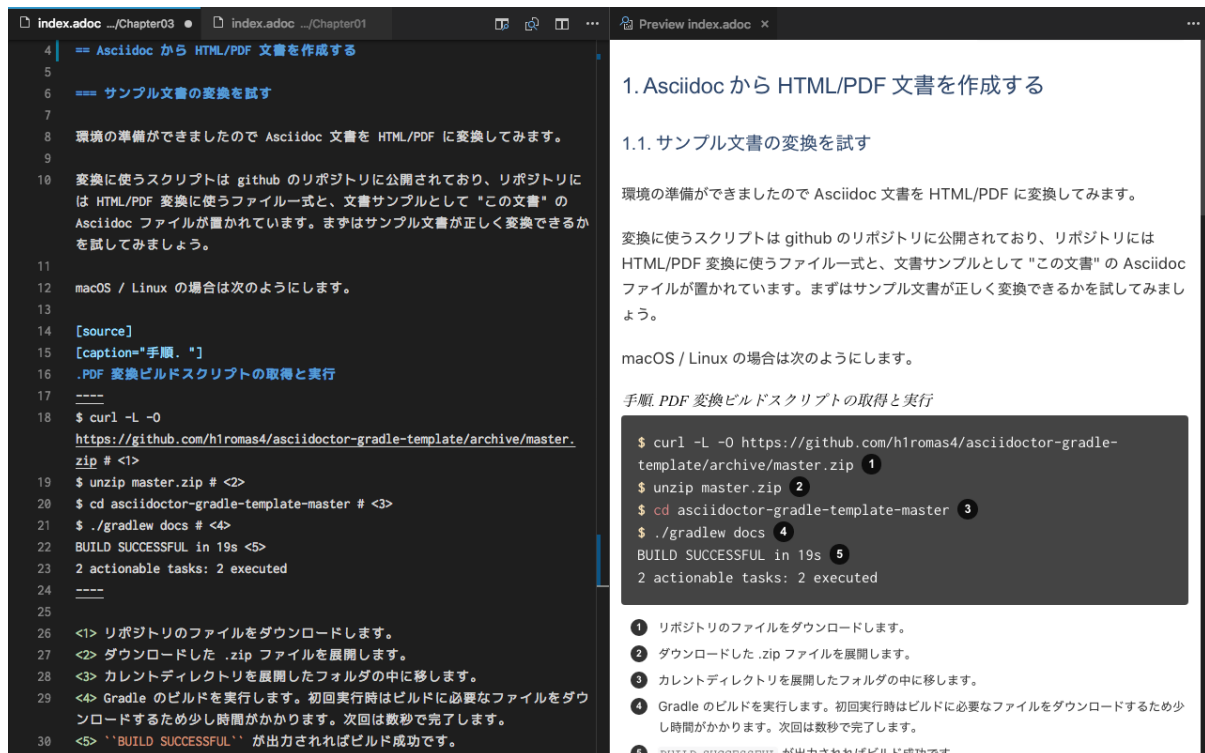 index.adoc .../Chapter03
index.adoc .../Chapter01
4 == Asciidoc から HTML/PDF 文書を作成する
5
6 === サンプル文書の変換を試す
7
8 環境の準備ができましたので Asciidoc 文書を HTML/PDF に変換してみます。
9
10 変換に使うスクリプトは github のリポジトリに公開されており、リポジトリに
は HTML/PDF 変換に使うファイル一式と、文書サンプルとして "この文書" の
Asciidoc ファイルが置かれています。まずはサンプル文書が正しく変換できるか
を試してみましょう。
11
12 macOS / Linux の場合は次のようにします。
13
14 [source]
15 [caption="手順. "]
16 .PDF 変換ビルドスクリプトの取得と実行
17 ----
18 $ curl -L -O
https://github.com/h1romas4/asciidoctor-gradle-template/archive/master.
zip # <1>
19 $ unzip master.zip # <2>
20 $ cd asciidoctor-gradle-template-master # <3>
21 $ ./gradlew docs # <4>
22 BUILD SUCCESSFUL in 19s <5>
23 2 actionable tasks: 2 executed
24 ----
25
26 <1> リポジトリのファイルをダウンロードします。
27 <2> ダウンロードした .zip ファイルを展開します。
28 <3> カレントディレクトリを展開したフォルダの中に移します。
29 <4> Gradle のビルドを実行します。初回実行時はビルドに必要なファイルをダウ
ンロードするため少し時間がかかります。次回は数秒で完了します。
30 <5> ``BUILD SUCCESSFUL`` が出力されればビルド成功です。
Preview index.adoc
1. Asciidoc から HTML/PDF 文書を作成する
1.1. サンプル文書の変換を試す
環境の準備ができましたので Asciidoc 文書を HTML/PDF に変換してみます。
変換に使うスクリプトは github のリポジトリに公開されており、リポジトリには
HTML/PDF 変換に使うファイル一式と、文書サンプルとして "この文書" の Asciidoc
ファイルが置かれています。まずはサンプル文書が正しく変換できるかを試してみまし
ょう。
macOS / Linux の場合は次のようにします。
手順. PDF 変換ビルドスクリプトの取得と実行
$ curl -L -O https://github.com/h1romas4/asciidoctor-gradle-
template/archive/master.zip 1
$ unzip master.zip 2
$ cd asciidoctor-gradle-template-master 3
$ ./gradlew docs 4
BUILD SUCCESSFUL in 19s 5
2 actionable tasks: 2 executed
1 リポジトリのファイルをダウンロードします。
2 ダウンロードした .zip ファイルを展開します。
3 カレントディレクトリを展開したフォルダの中に移します。
4 Gradle のビルドを実行します。初回実行時はビルドに必要なファイルをダウンロードするため少
し時間がかかります。次回は数秒で完了します。
5 BUILD SUCCESSFUL が出力されればビルド成功です。